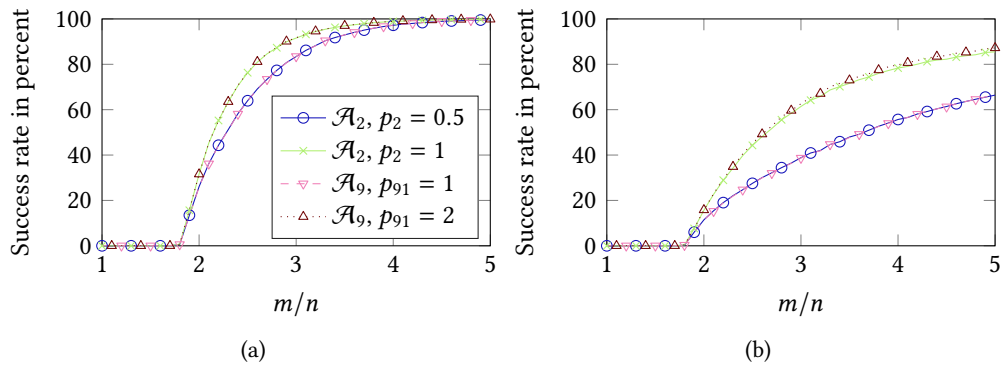 Success rate in percent
100
80
60
40
20
0
1
2
3
4
5
m/n
𝒜₂, p₂ = 0.5
𝒜₂, p₂ = 1
𝒜₉, p₉₁ = 1
𝒜₉, p₉₁ = 2
(a)
Success rate in percent
100
80
60
40
20
0
1
2
3
4
5
m/n
(b)